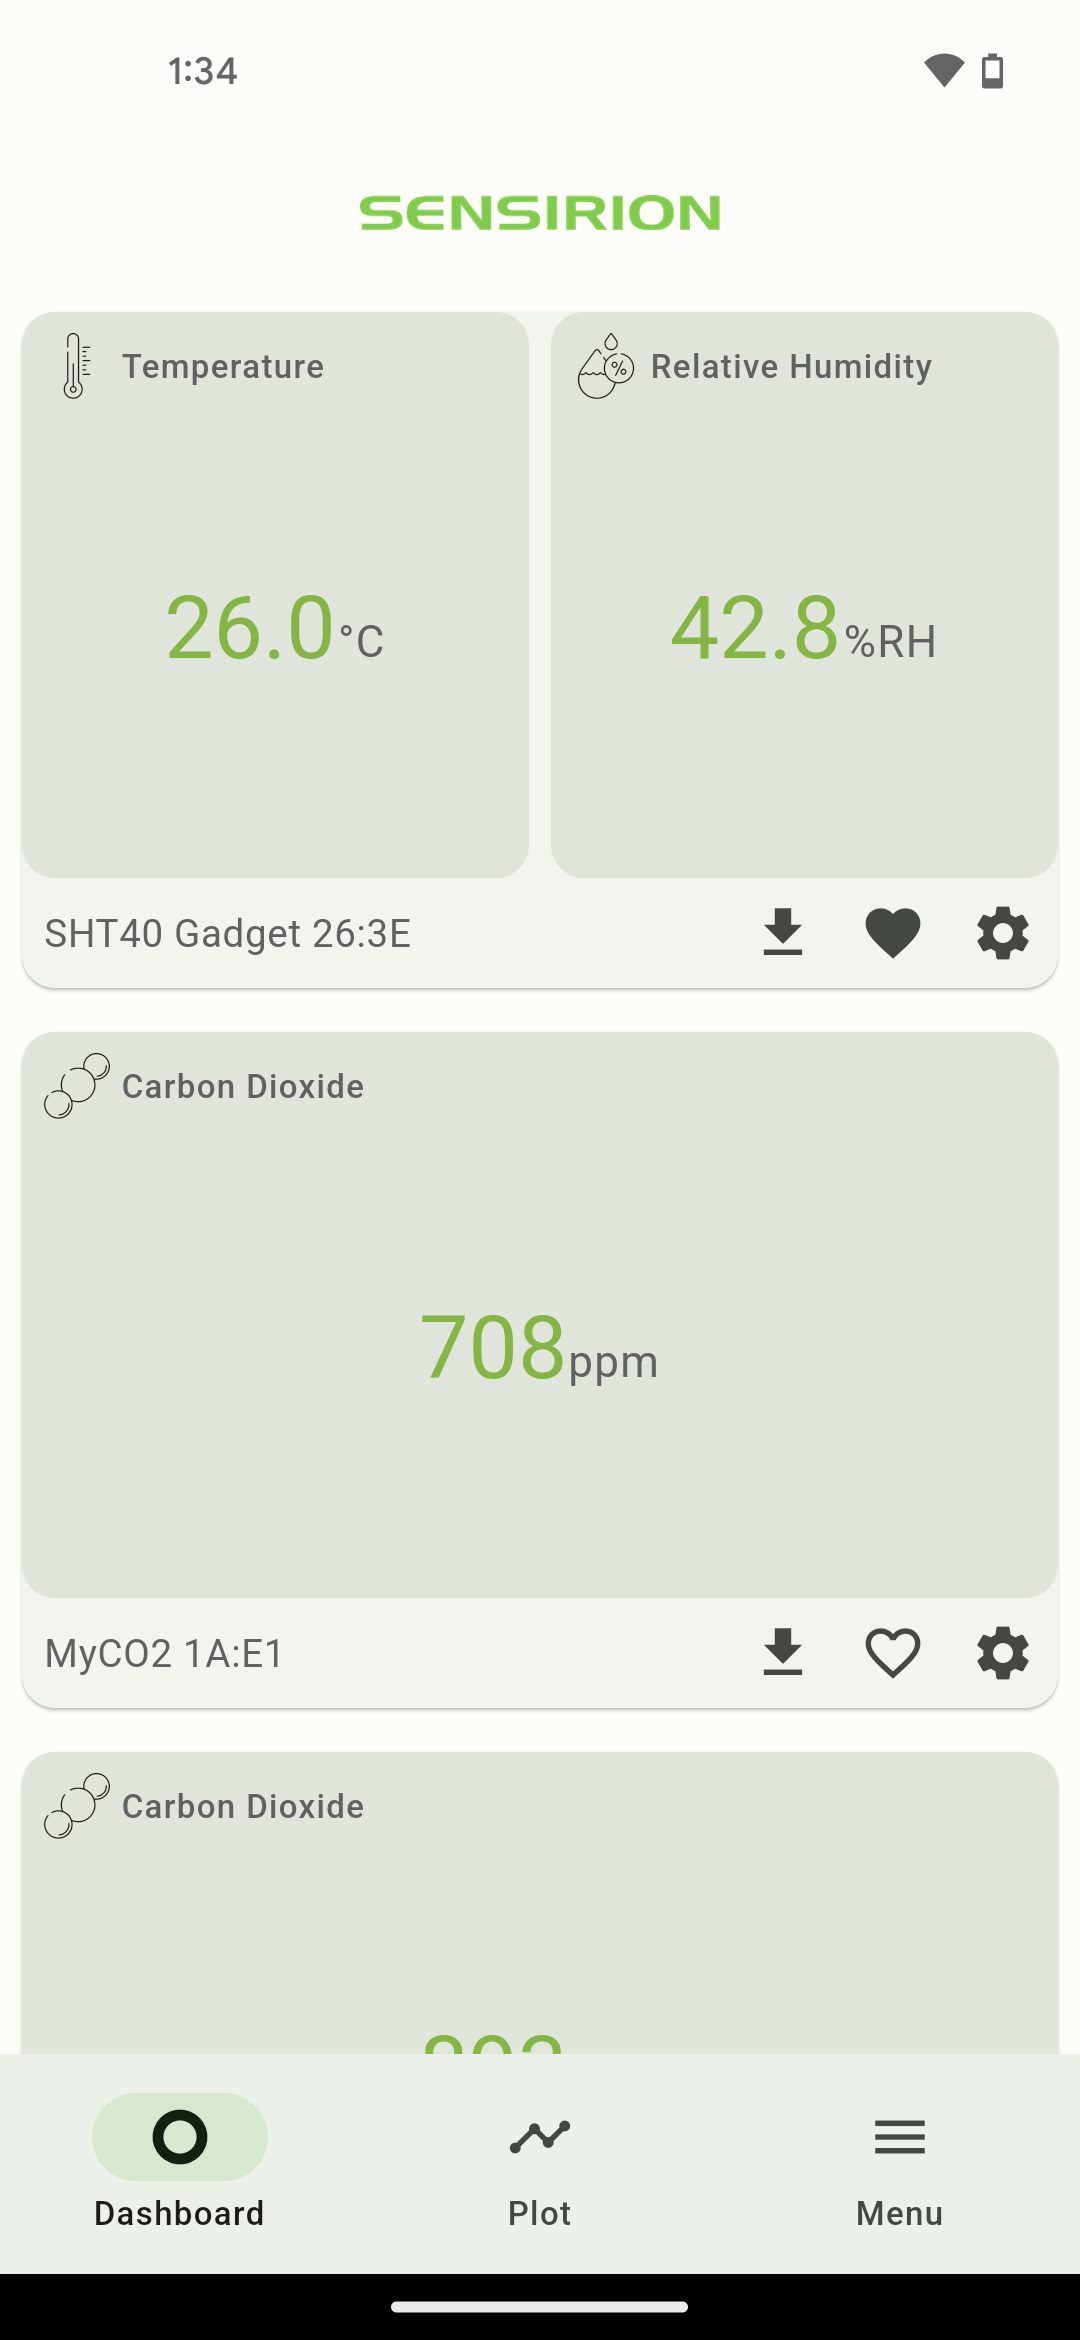 1:34
SENSIRION
Temperature
Relative Humidity
26.0°C
42.8%RH
SHT40 Gadget 26:3E
Carbon Dioxide
708ppm
MyCO2 1A:E1
Carbon Dioxide
Dashboard
Plot
Menu